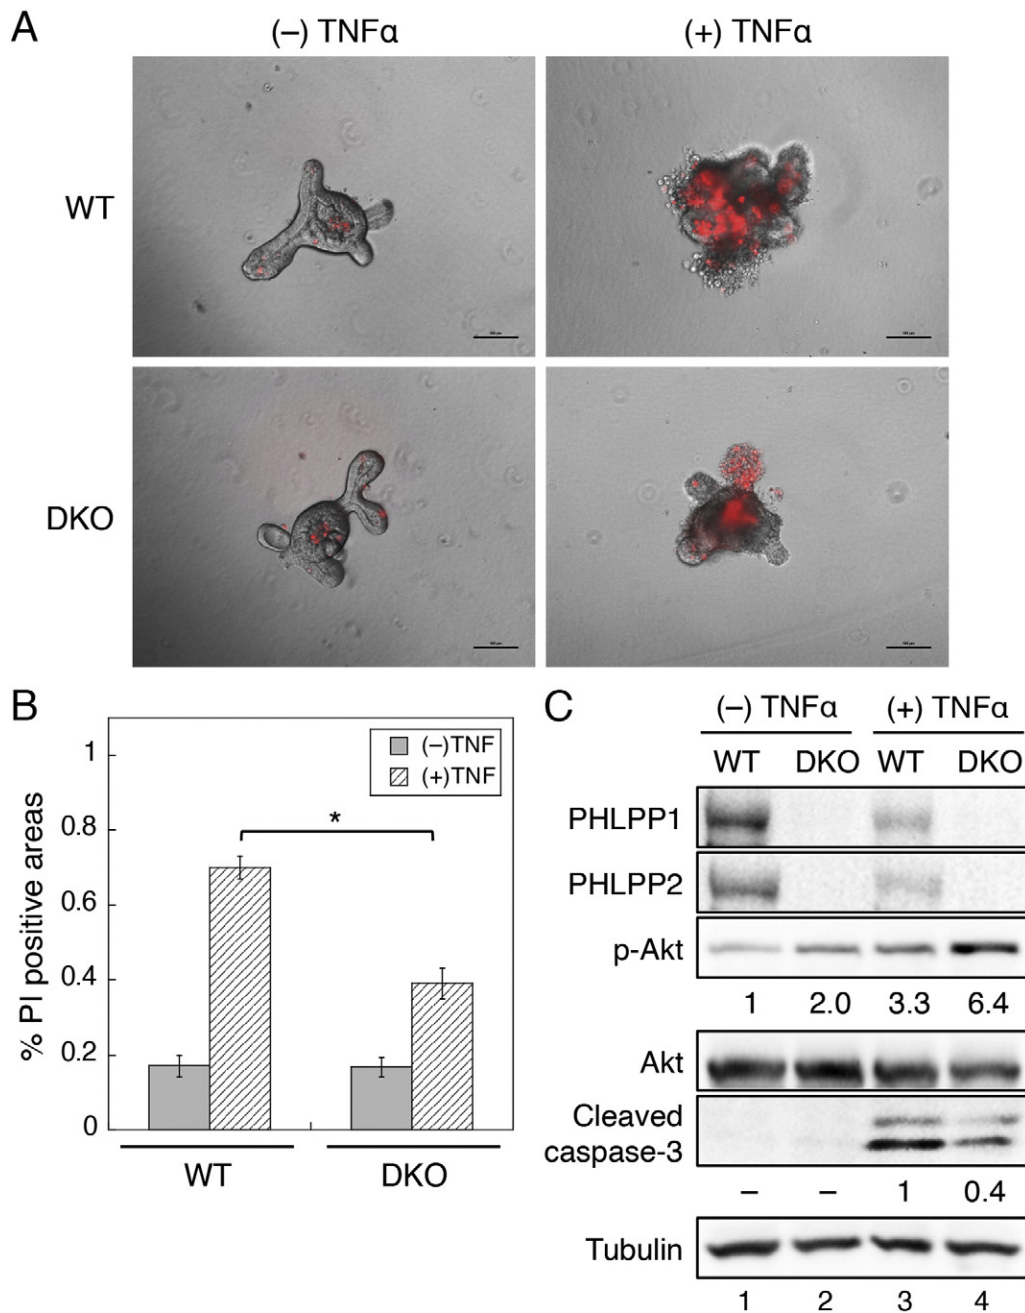 A
(–) TNFα
(+) TNFα
WT
DKO
B
% PI positive areas
1
0.8
0.6
0.4
0.2
0
(–)TNF
(+)TNF
*
WT
DKO
C
(–) TNFα
(+) TNFα
WT
DKO
WT
DKO
PHLPP1
PHLPP2
p-Akt
1
2.0
3.3
6.4
Akt
Cleaved
caspase-3
–
–
1
0.4
Tubulin
1
2
3
4